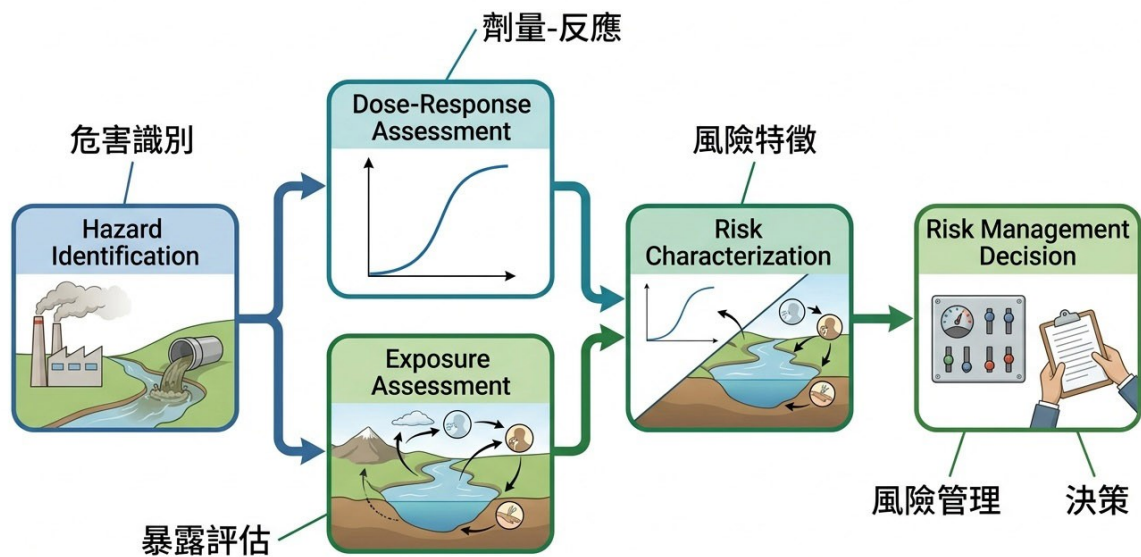 劑量-反應
Dose-Response
Assessment
危害識別
風險特徵
Hazard
Identification
Risk
Characterization
Risk Management
Decision
Exposure
Assessment
暴露評估
風險管理
決策